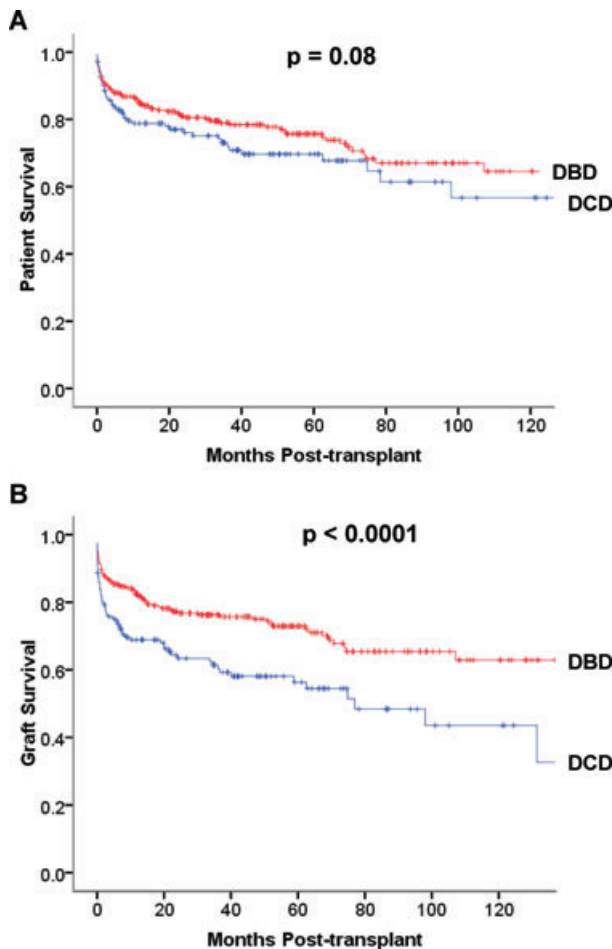 A
p = 0.08
1.0
0.8
0.6
0.4
0.2
0.0
Patient Survival
DBD
DCD
0 20 40 60 80 100 120
Months Post-transplant
B
p < 0.0001
1.0
0.8
0.6
0.4
0.2
0.0
Graft Survival
DBD
DCD
0 20 40 60 80 100 120
Months Post-transplant